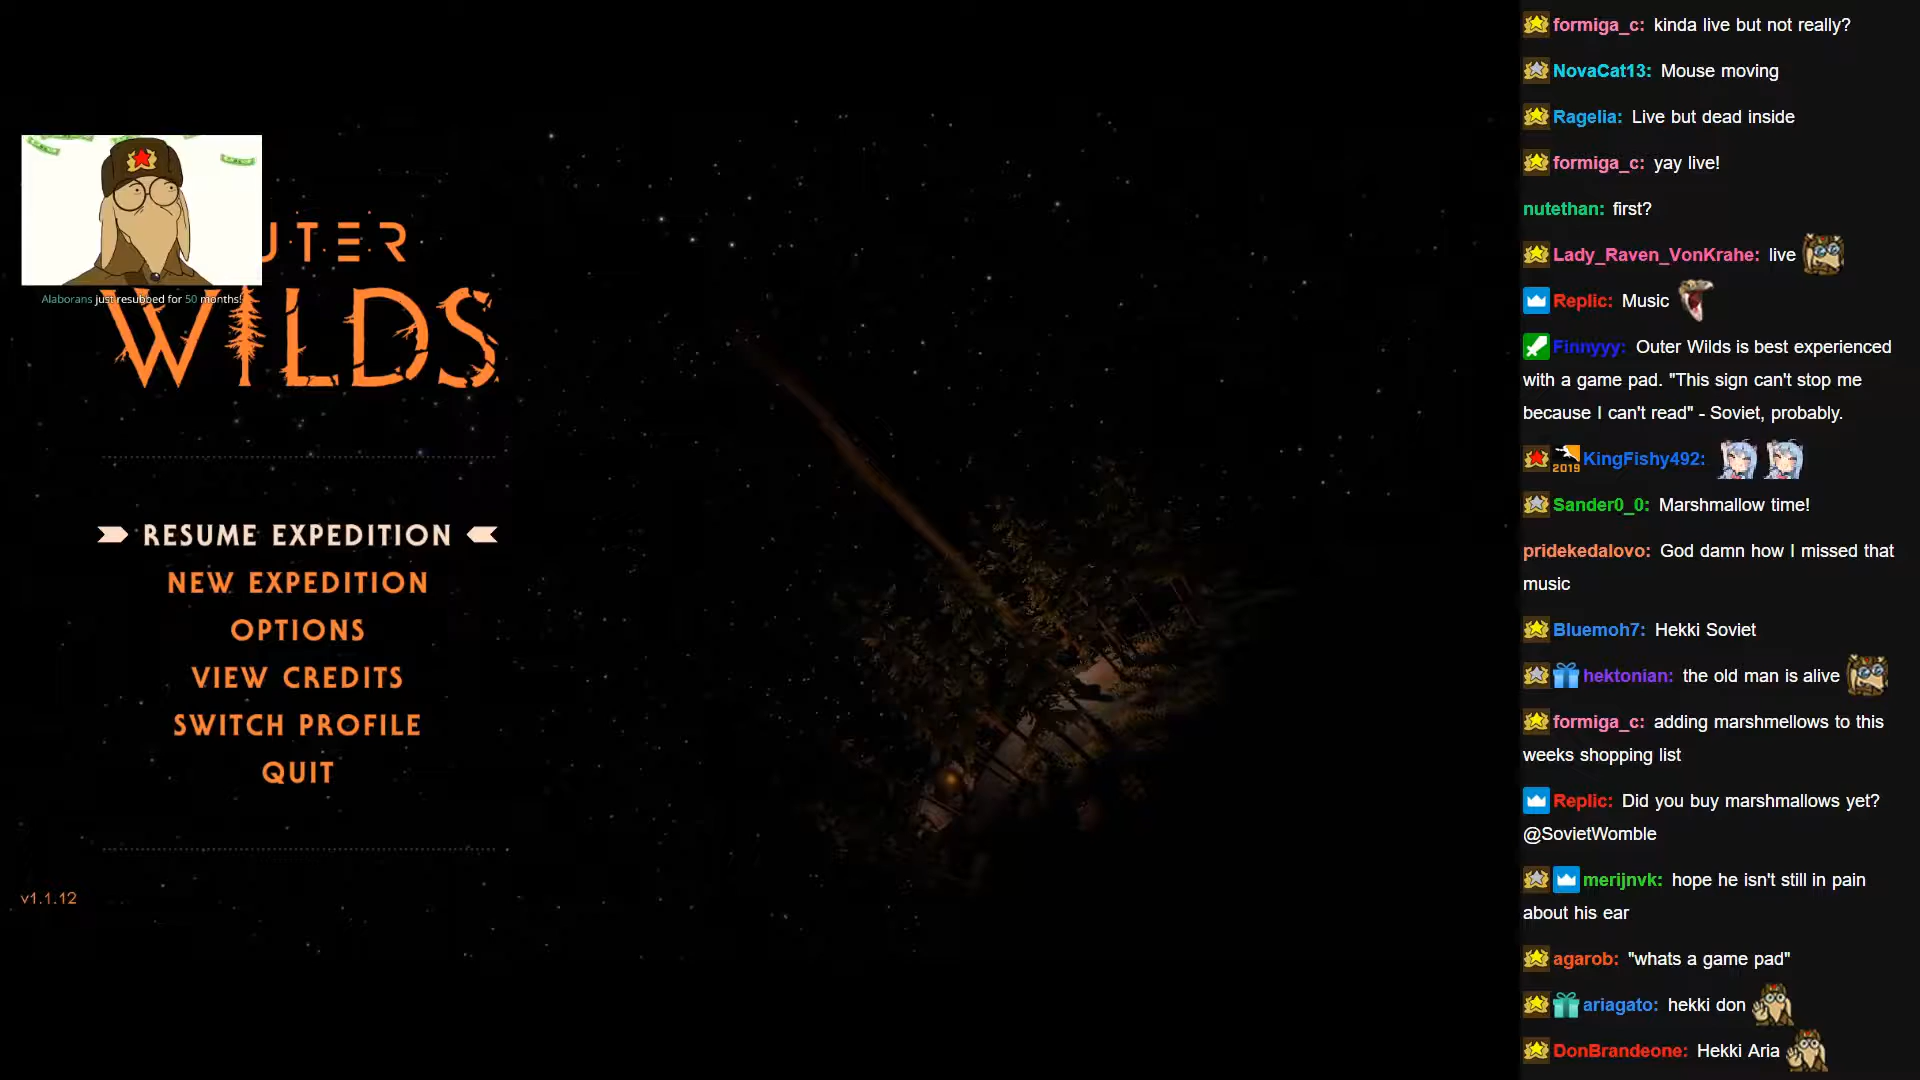 UTER
WILDS
Alaborans just resubbed for 50 months!
RESUME EXPEDITION
NEW EXPEDITION
OPTIONS
VIEW CREDITS
SWITCH PROFILE
QUIT
v1.1.12
formiga_c: kinda live but not really?
NovaCat13: Mouse moving
Ragelia: Live but dead inside
formiga_c: yay live!
nutethan: first?
Lady_Raven_VonKrahe: live
Replic: Music
Finnyyy: Outer Wilds is best experienced
with a game pad. "This sign can't stop me
because I can't read" - Soviet, probably.
2019 KingFishy492:
Sander0_0: Marshmallow time!
pridekedalovo: God damn how I missed that
music
Bluemoh7: Hekki Soviet
hektonian: the old man is alive
formiga_c: adding marshmellows to this
weeks shopping list
Replic: Did you buy marshmallows yet?
@SovietWomble
merijnvk: hope he isn't still in pain
about his ear
agarob: "whats a game pad"
ariagato: hekki don
DonBrandeone: Hekki Aria